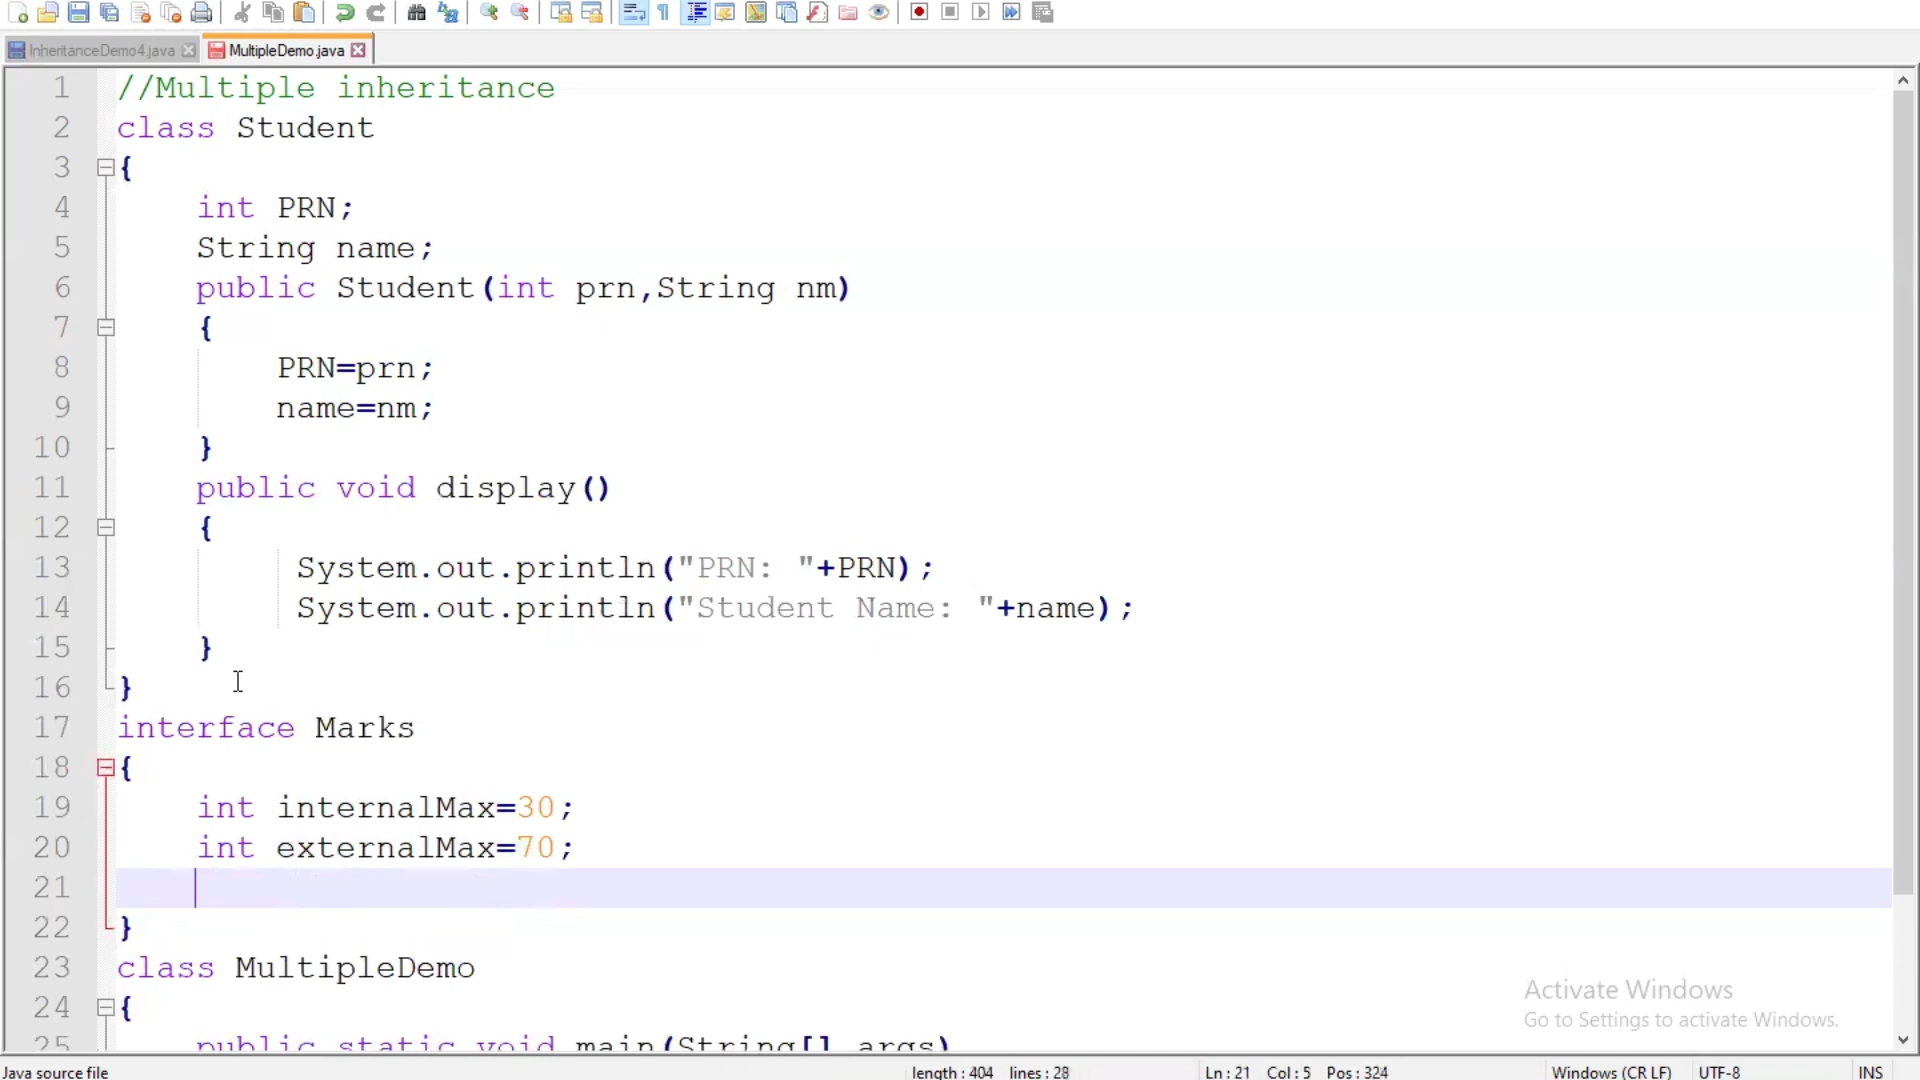 InheritanceDemo4.java MultipleDemo.java
1 //Multiple inheritance
2 class Student
3 {
4 int PRN;
5 String name;
6 public Student(int prn,String nm)
7 {
8 PRN=prn;
9 name=nm;
10 }
11 public void display()
12 {
13 System.out.println("PRN: "+PRN);
14 System.out.println("Student Name: "+name);
15 }
16 }
17 interface Marks
18 {
19 int internalMax=30;
20 int externalMax=70;
21
22 }
23 class MultipleDemo
24 {
25 public static void main(String[] args)
Activate Windows
Go to Settings to activate Windows.
Java source file length : 404 lines : 28 Ln : 21 Col : 5 Pos : 324 Windows (CR LF) UTF-8 INS